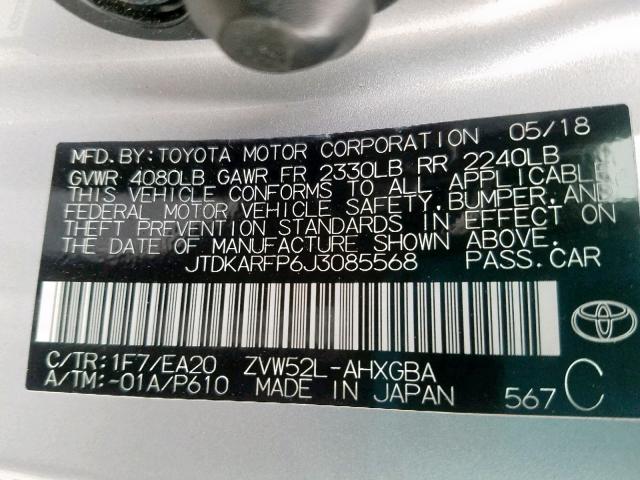 MFD.BY:TOYOTA MOTOR CORPORATION 05/18
GVWR 4080LB GAWR FR 2330LB RR 2240LB
THIS VEHICLE CONFORMS TO ALL APPLICABLE
FEDERAL MOTOR VEHICLE SAFETY,BUMPER,AND
THEFT PREVENTION STANDARDS IN EFFECT ON
THE DATE OF MANUFACTURE SHOWN ABOVE.
JTDKARFP6J3085568 PASS.CAR
C/TR:1F7/EA20 ZVW52L-AHXGBA
A/TM:-01A/P610 MADE IN JAPAN 567 C